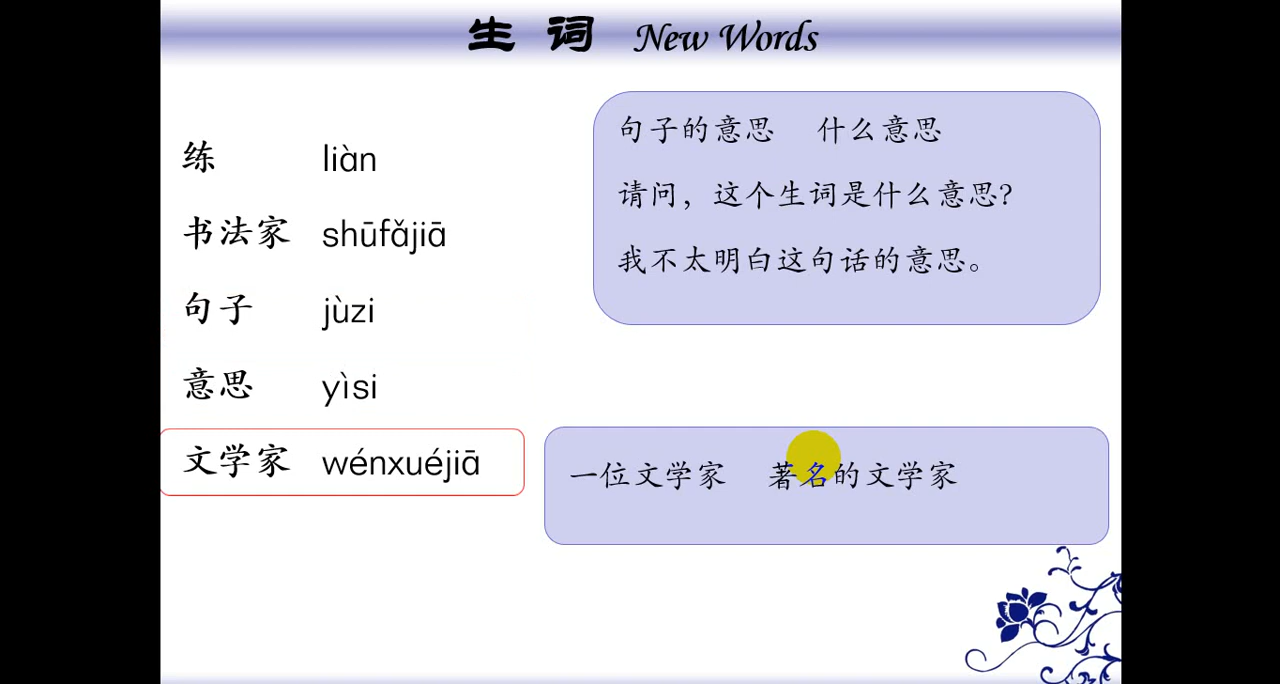 生 词 New Words
练 liàn
书法家 shūfǎjiā
句子 jùzi
意思 yìsi
文学家 wénxuéjiā
句子的意思 什么意思
请问，这个生词是什么意思？
我不太明白这句话的意思。
一位文学家 著名的文学家